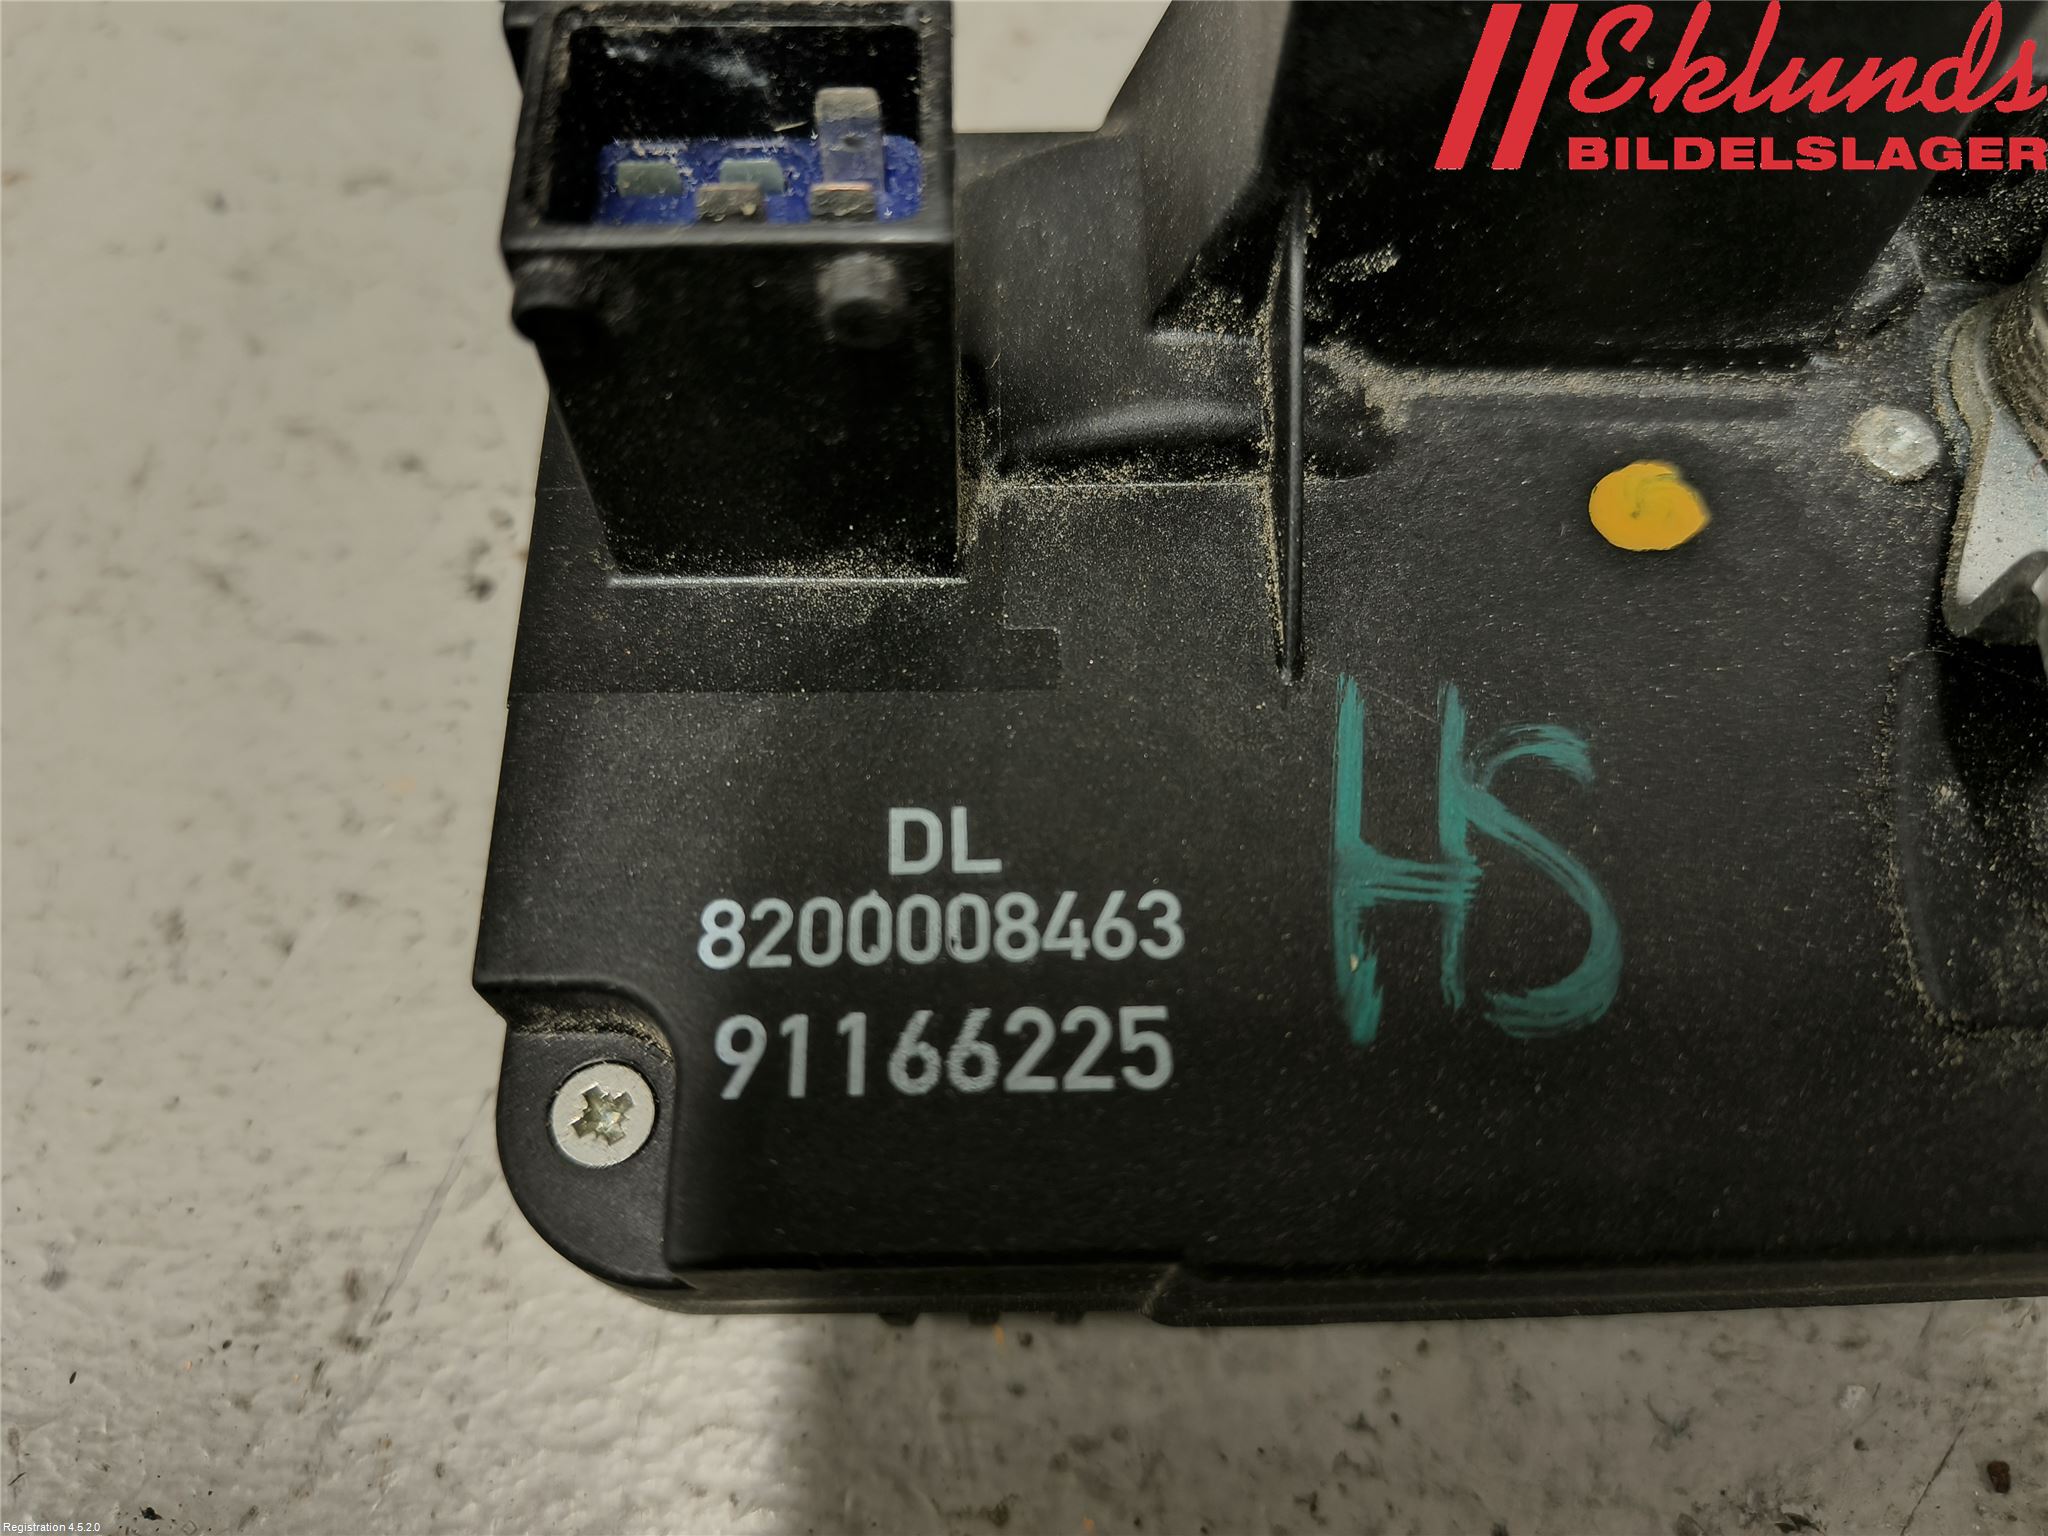 Eklunds
BILDELSLAGER
HS
DL
8200008463
91166225
Registration 4.5.2.0